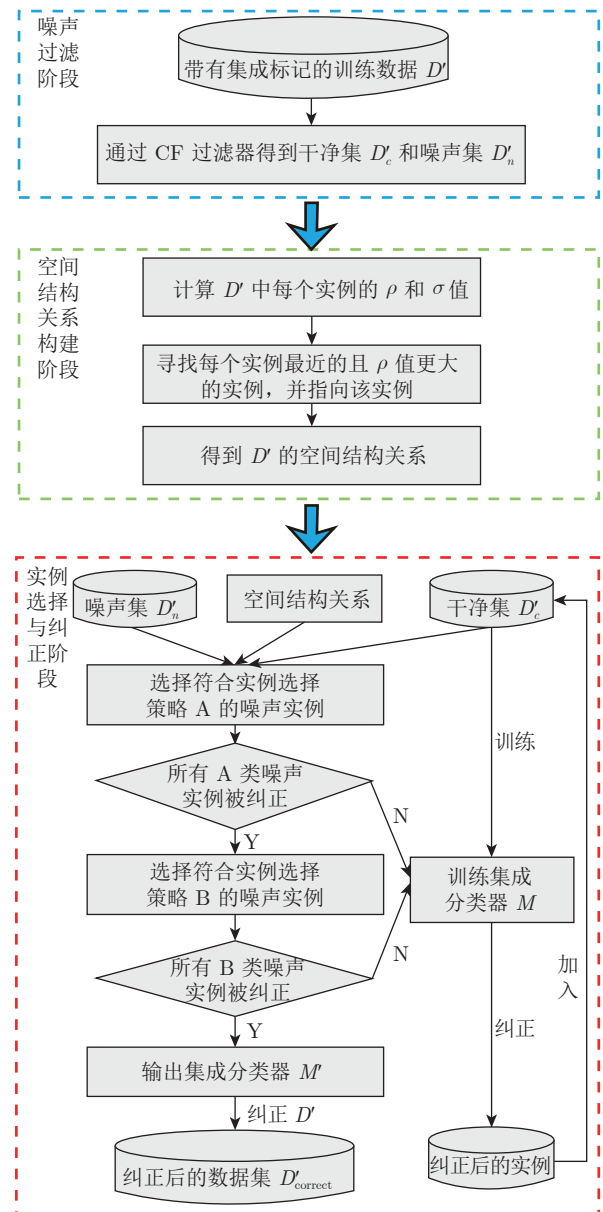 噪声
过滤
阶段
带有集成标记的训练数据 D′
通过 CF 过滤器得到干净集 D′c 和噪声集 D′n
空间
结构
关系
构建
阶段
计算 D′ 中每个实例的 ρ 和 σ 值
寻找每个实例最近的且 ρ 值更大
的实例，并指向该实例
得到 D′ 的空间结构关系
实例
选择
与纠
正阶
段
噪声集 D′n
空间结构关系
干净集 D′c
选择符合实例选择
策略 A 的噪声实例
训练
所有 A 类噪声
实例被纠正
N
Y
选择符合实例选择
策略 B 的噪声实例
训练集成
分类器 M
所有 B 类噪声
实例被纠正
N
加
入
Y
纠正
输出集成分类器 M′
纠正 D′
纠正后的数据集 D′correct
纠正后的实例